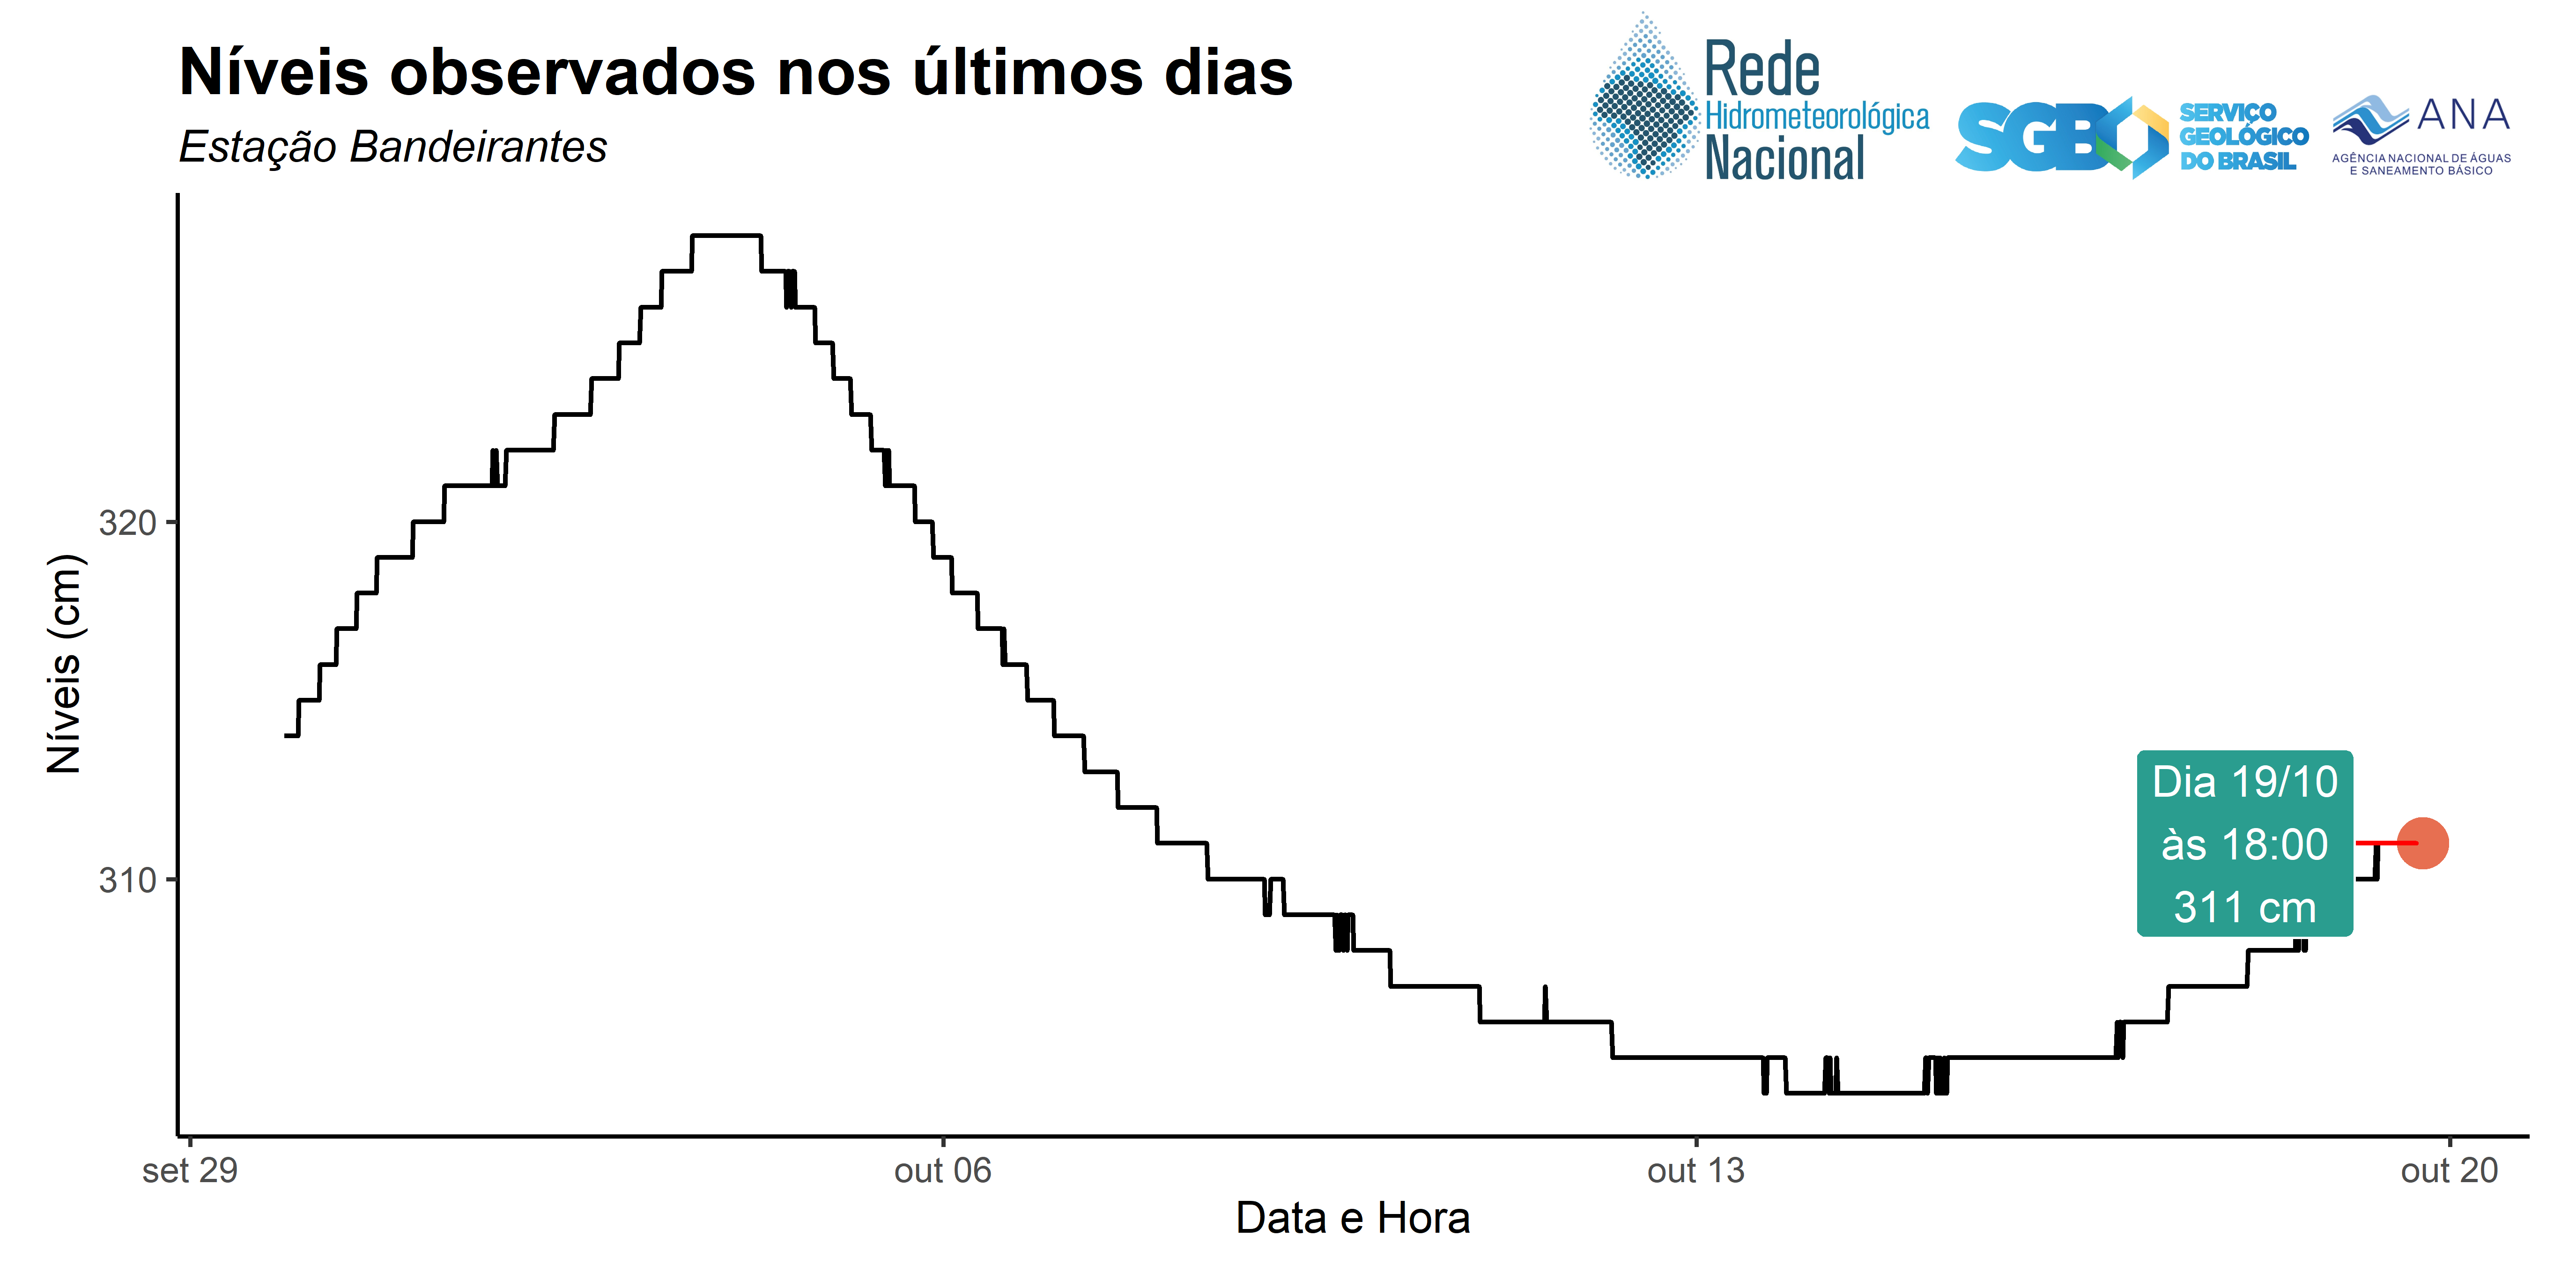 Níveis observados nos últimos dias
Estação Bandeirantes
Rede
Hidrometeorológica
Nacional
SGB
SERVIÇO
GEOLÓGICO
DO BRASIL
ANA
AGÊNCIA NACIONAL DE ÁGUAS
E SANEAMENTO BÁSICO
Níveis (cm)
320
310
Dia 19/10
às 18:00
311 cm
set 29
out 06
out 13
out 20
Data e Hora